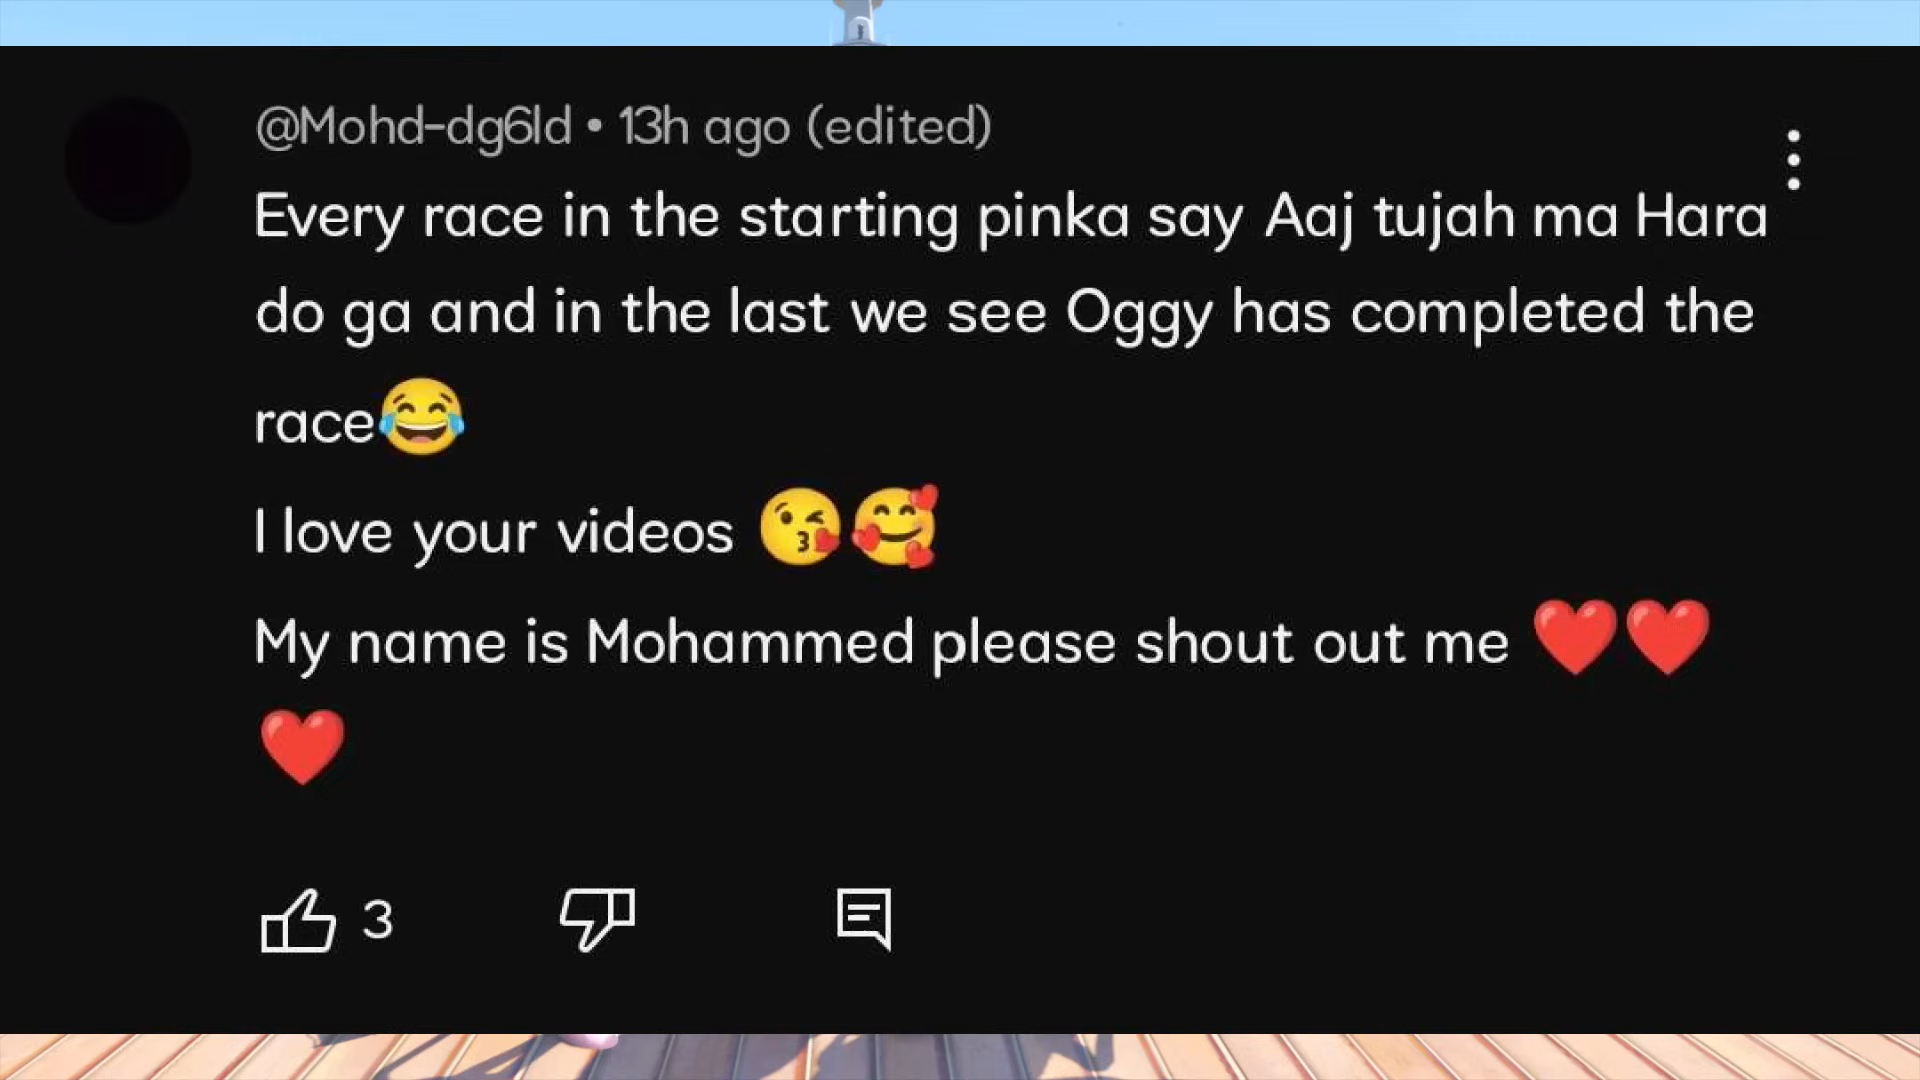 @Mohd-dg6ld • 13h ago (edited)
Every race in the starting pinka say Aaj tujah ma Hara
do ga and in the last we see Oggy has completed the
race😂
I love your videos 😘🥰
My name is Mohammed please shout out me ❤️❤️
❤️
3